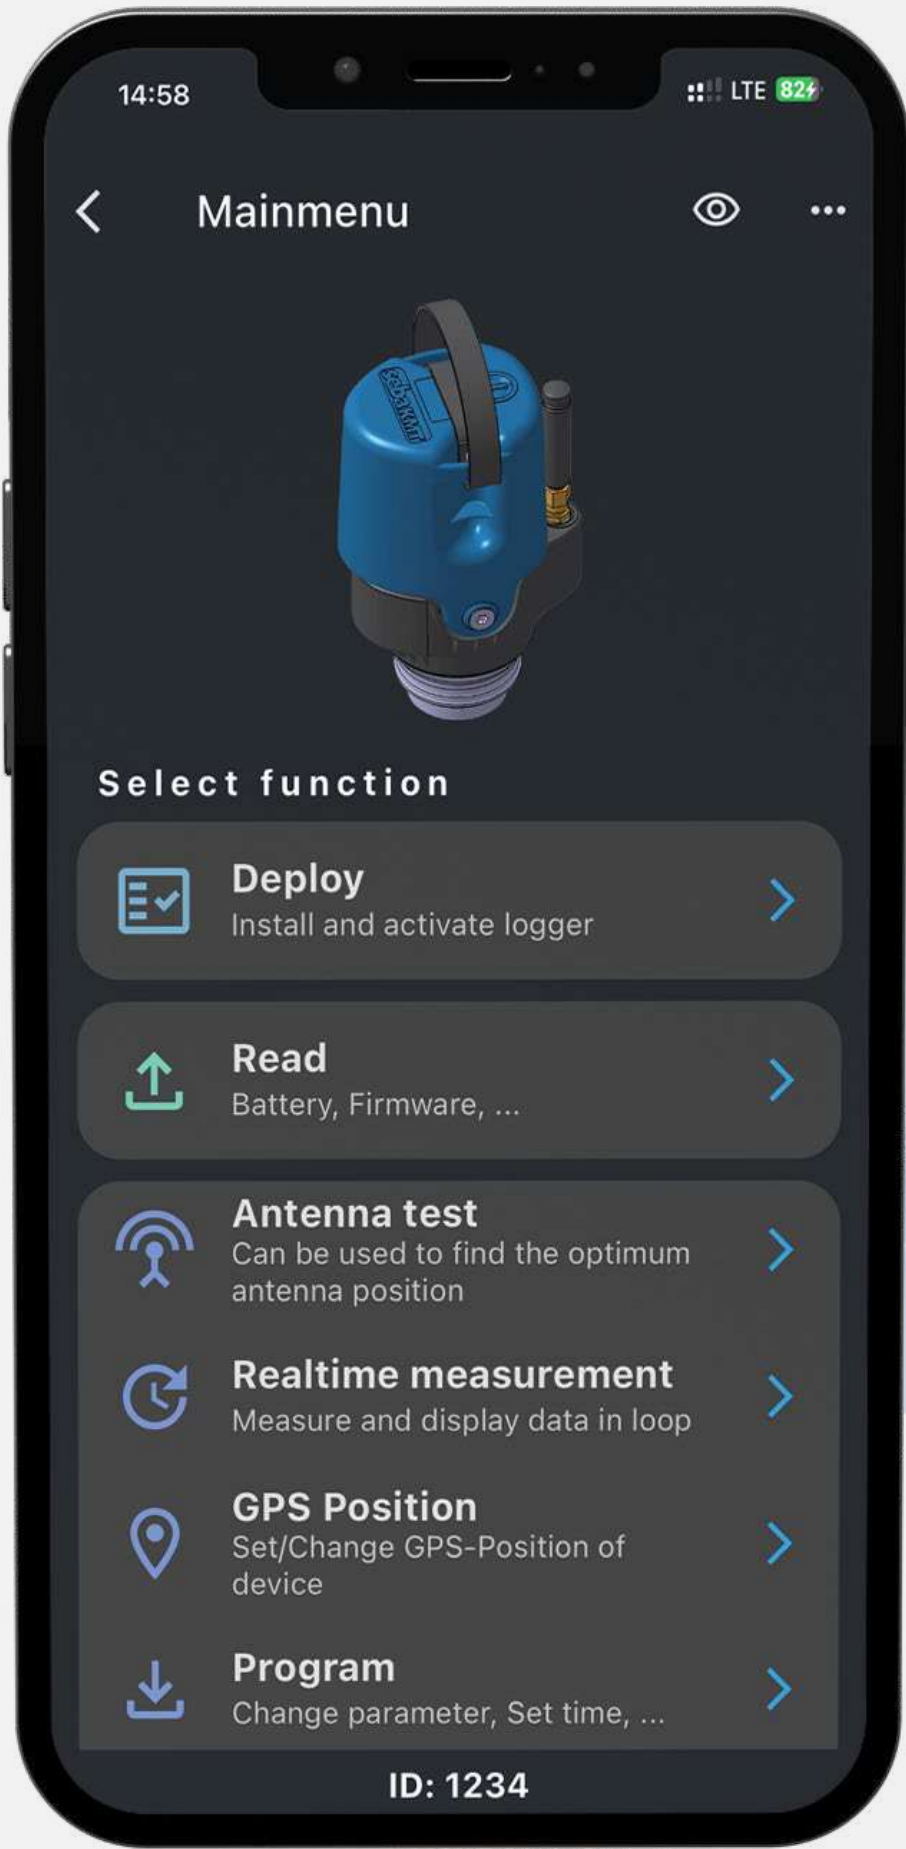 14:58
LTE 82
Mainmenu
sebaKMT
Select function
Deploy
Install and activate logger
Read
Battery, Firmware, ...
Antenna test
Can be used to find the optimum
antenna position
Realtime measurement
Measure and display data in loop
GPS Position
Set/Change GPS-Position of
device
Program
Change parameter, Set time, ...
ID: 1234